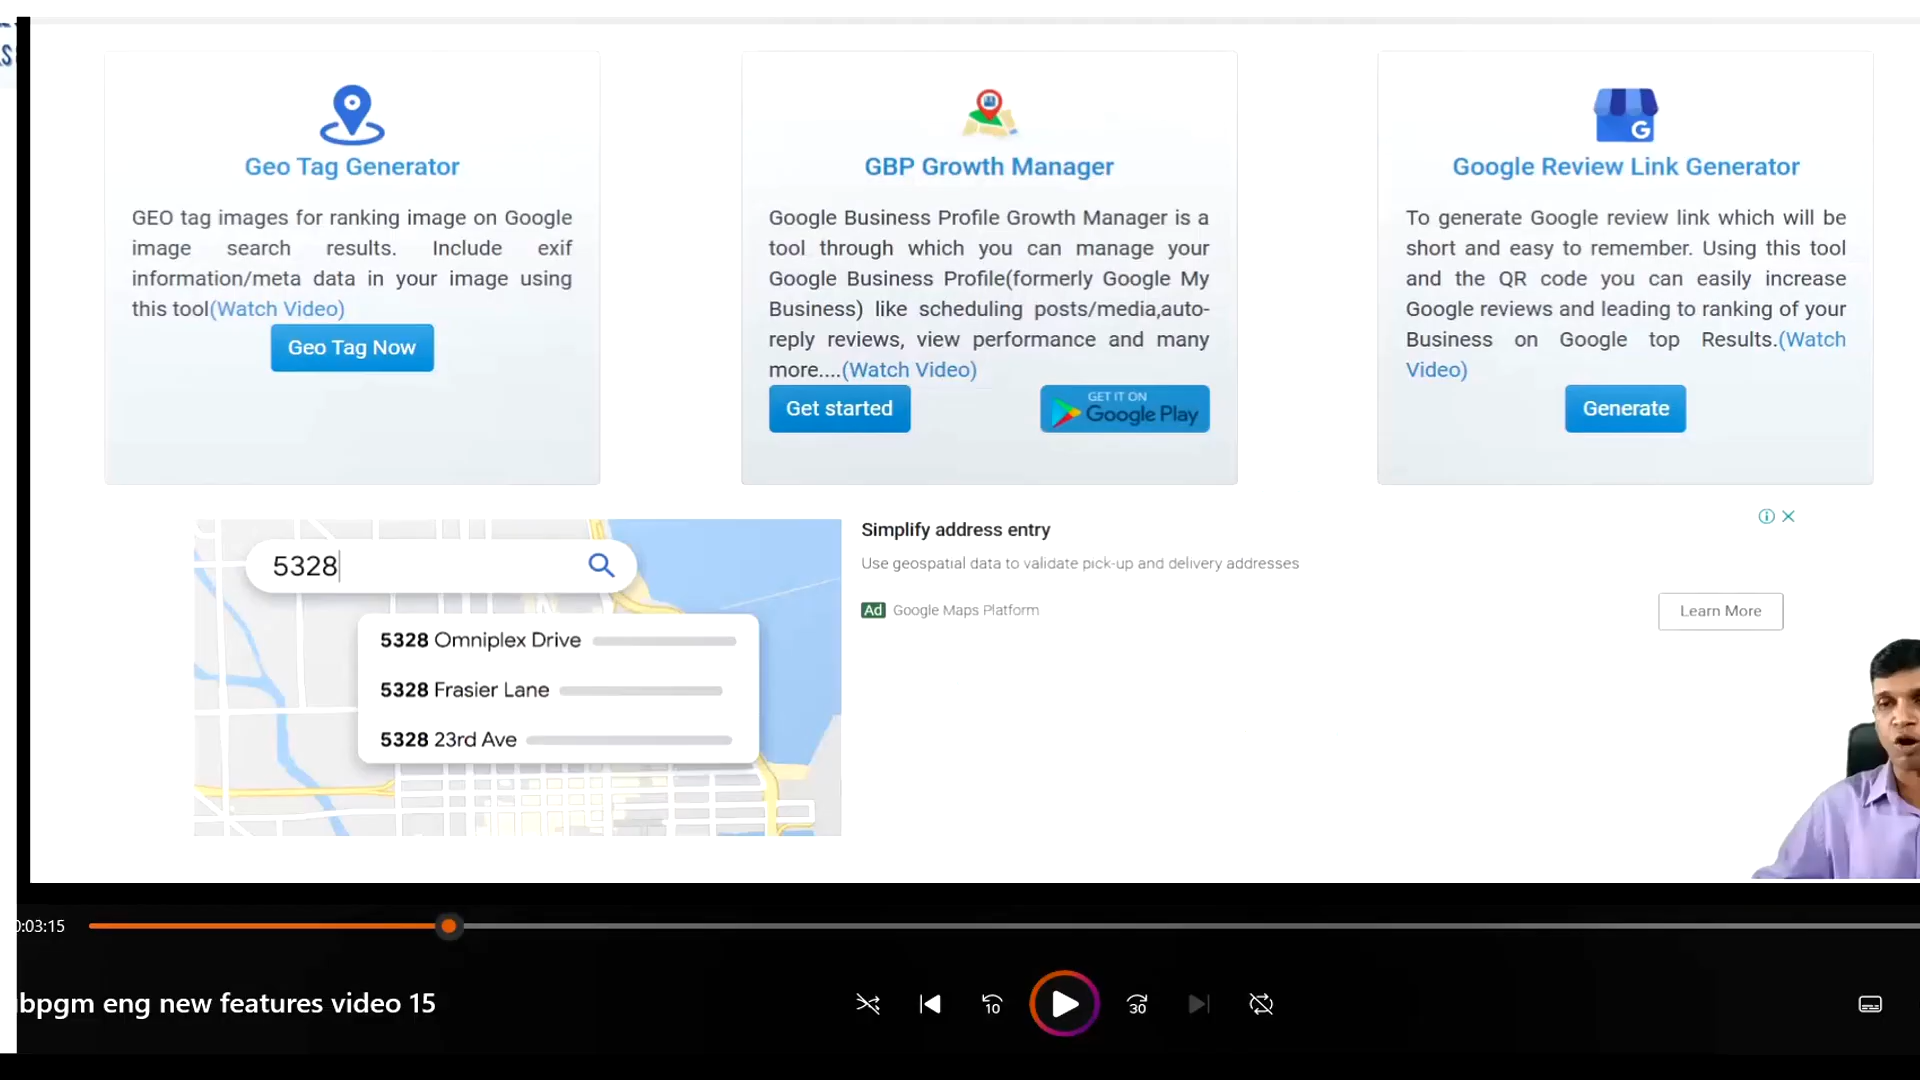 Geo Tag Generator
GEO tag images for ranking image on Google
image search results. Include exif
information/meta data in your image using
this tool(Watch Video)
Geo Tag Now
GBP Growth Manager
Google Business Profile Growth Manager is a
tool through which you can manage your
Google Business Profile(formerly Google My
Business) like scheduling posts/media,auto-
reply reviews, view performance and many
more....(Watch Video)
Get started
GET IT ON
Google Play
Google Review Link Generator
To generate Google review link which will be
short and easy to remember. Using this tool
and the QR code you can easily increase
Google reviews and leading to ranking of your
Business on Google top Results.(Watch
Video)
Generate
5328
5328 Omniplex Drive
5328 Frasier Lane
5328 23rd Ave
Simplify address entry
Use geospatial data to validate pick-up and delivery addresses
Ad Google Maps Platform
Learn More
0:03:15
bpgm eng new features video 15
10
30